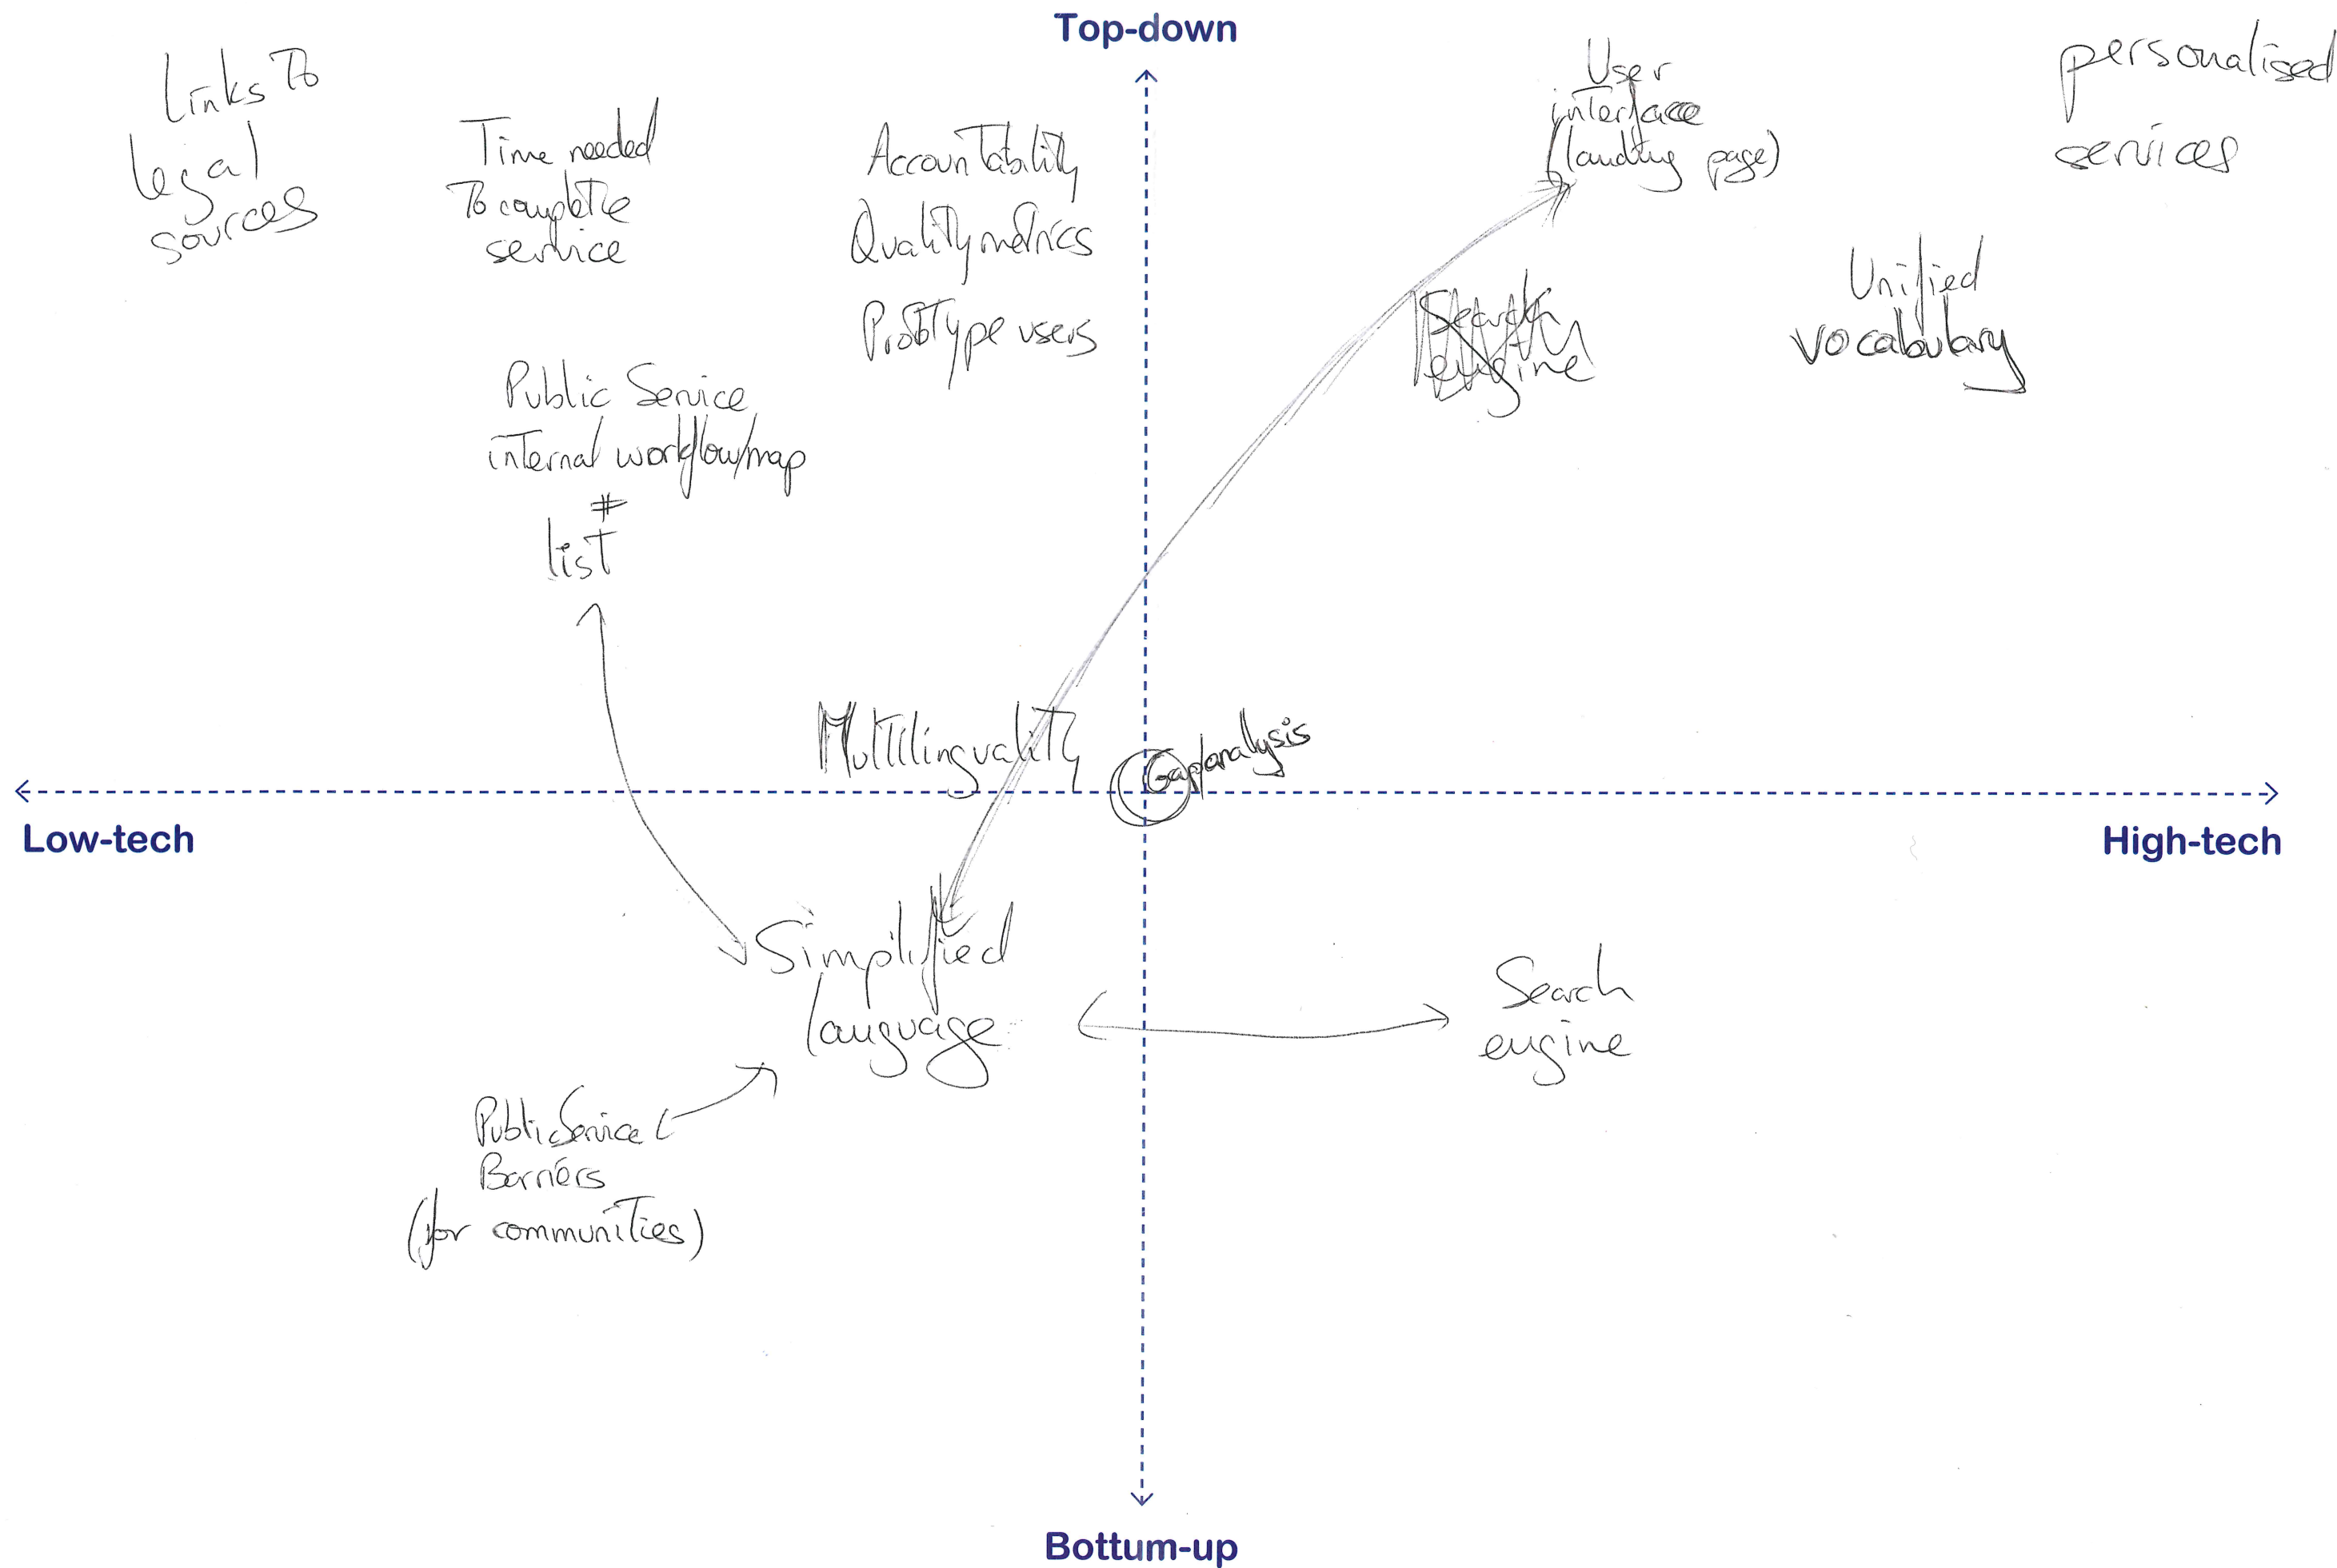 Top-down
Links to
legal
sources
Time needed
to complete
service
Accountability
Quality metrics
Prototype users
User
interface
(landing page)
personalised
services
Search
engine
Unified
vocabulary
Public Service
internal workflow/map
#
list
Multilinguality
Gap analysis
Low-tech
High-tech
Simplified
language
Search
engine
Public Service
Barriers
(for communities)
Bottum-up